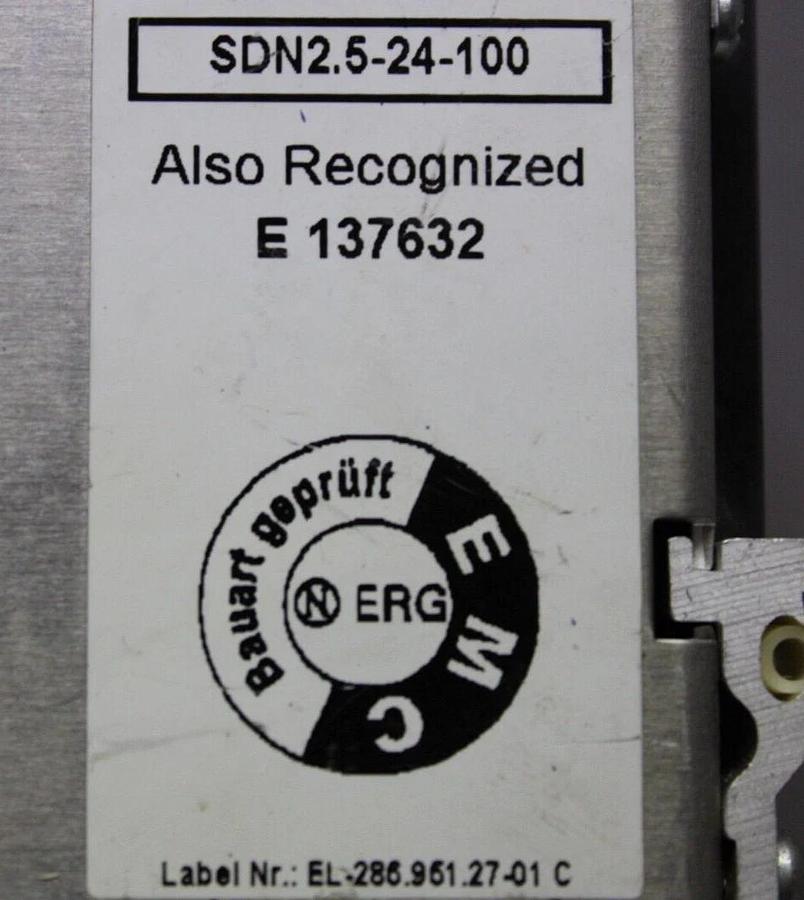 SDN2.5-24-100
Also Recognized
E 137632
Bauart geprüft
EMC
N ERG
Label Nr.: EL-286.961.27-01 C